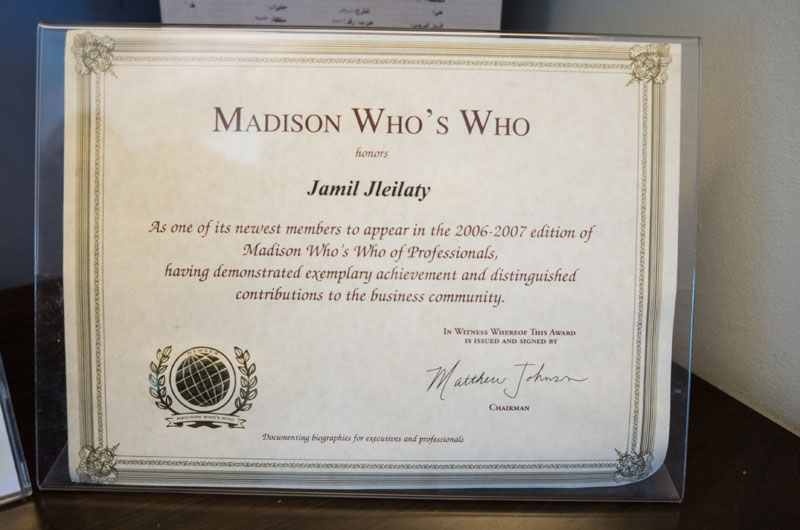 MADISON WHO'S WHO
honors
Jamil Jleilaty
As one of its newest members to appear in the 2006-2007 edition of
Madison Who's Who of Professionals,
having demonstrated exemplary achievement and distinguished
contributions to the business community.
IN WITNESS WHEREOF THIS AWARD
IS ISSUED AND SIGNED BY
Matthew Johnson
CHAIRMAN
MEMBER
MADISON WHO'S WHO
Documenting biographies for executives and professionals